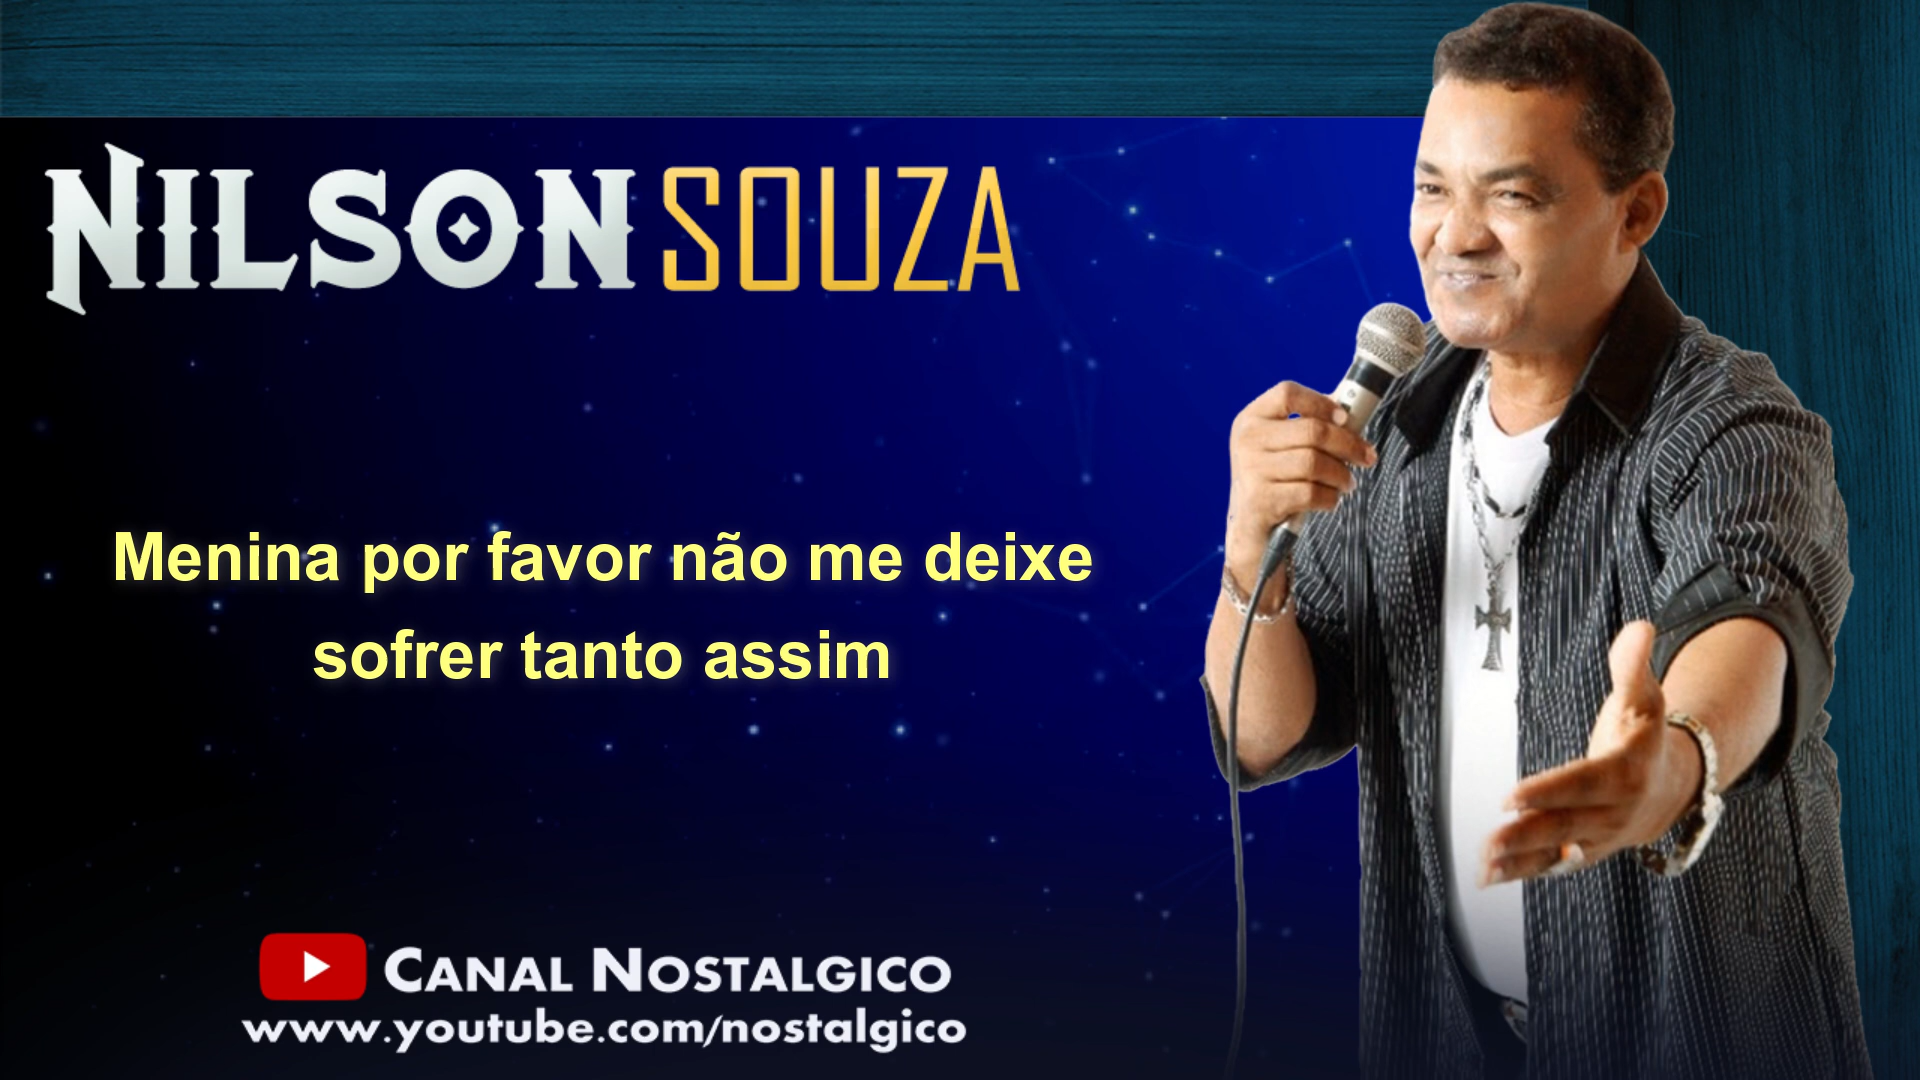 NILSON SOUZA
Menina por favor não me deixe
sofrer tanto assim
CANAL NOSTALGICO
www.youtube.com/nostalgico